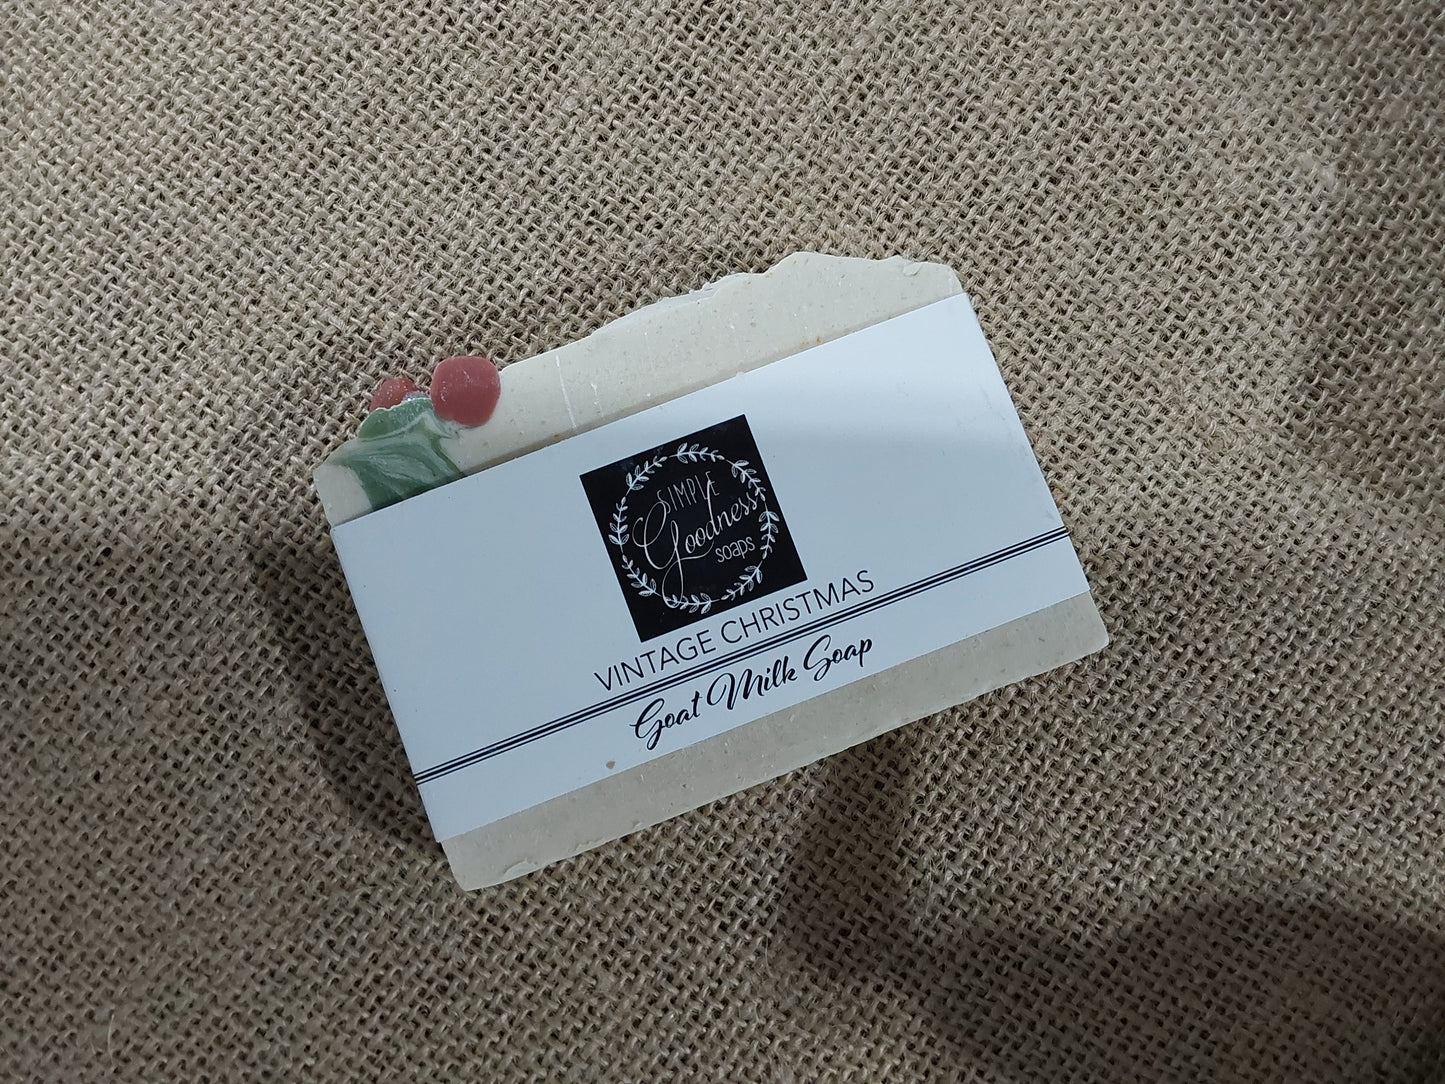 SIMPLE
Goodness
soaps
VINTAGE CHRISTMAS
Goat Milk Soap